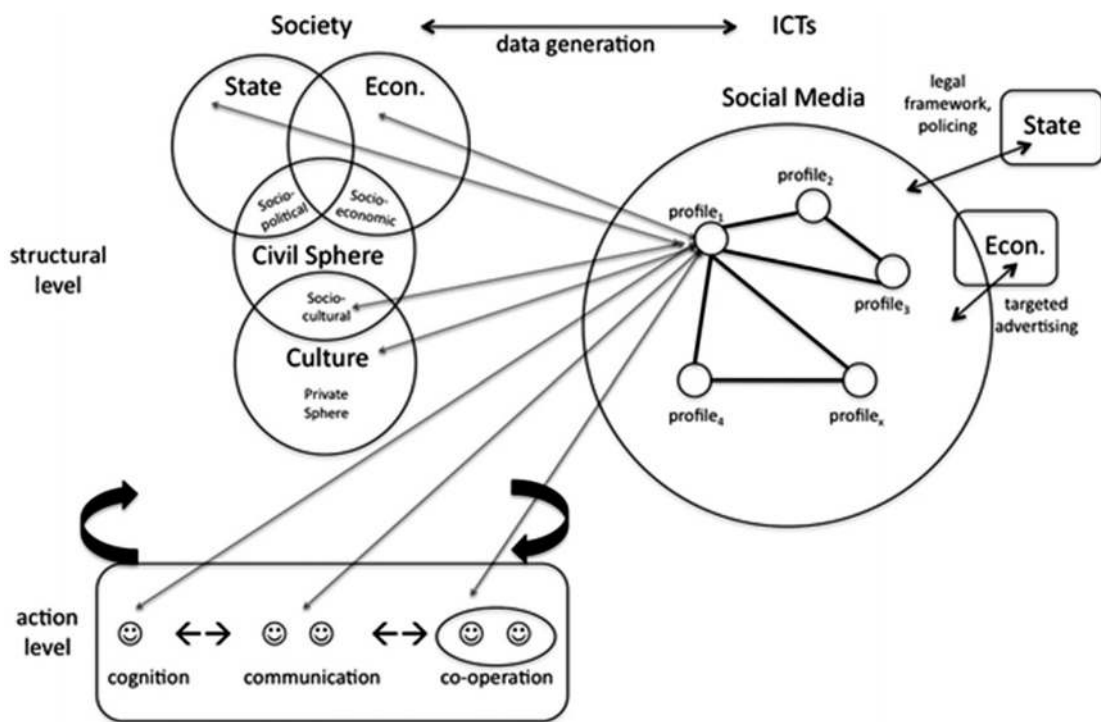 Society
ICTs
data generation
State
Econ.
Social Media
legal
framework,
policing
State
profile₂
profile₁
Socio-
political
Socio-
economic
Civil Sphere
structural
level
Econ.
profile₃
Socio-
cultural
targeted
advertising
Culture
Private
Sphere
profile₄
profileₓ
action
level
cognition
communication
co-operation